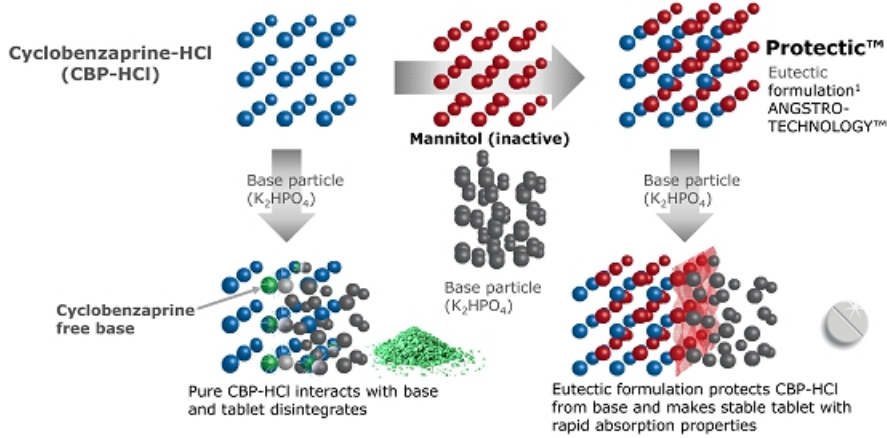 Cyclobenzaprine-HCl
(CBP-HCl)
Mannitol (inactive)
Protectic™
Eutectic
formulation¹
ANGSTRO-
TECHNOLOGY™
Base particle
(K₂HPO₄)
Base particle
(K₂HPO₄)
Base particle
(K₂HPO₄)
Cyclobenzaprine
free base
Pure CBP-HCl interacts with base
and tablet disintegrates
Eutectic formulation protects CBP-HCl
from base and makes stable tablet with
rapid absorption properties